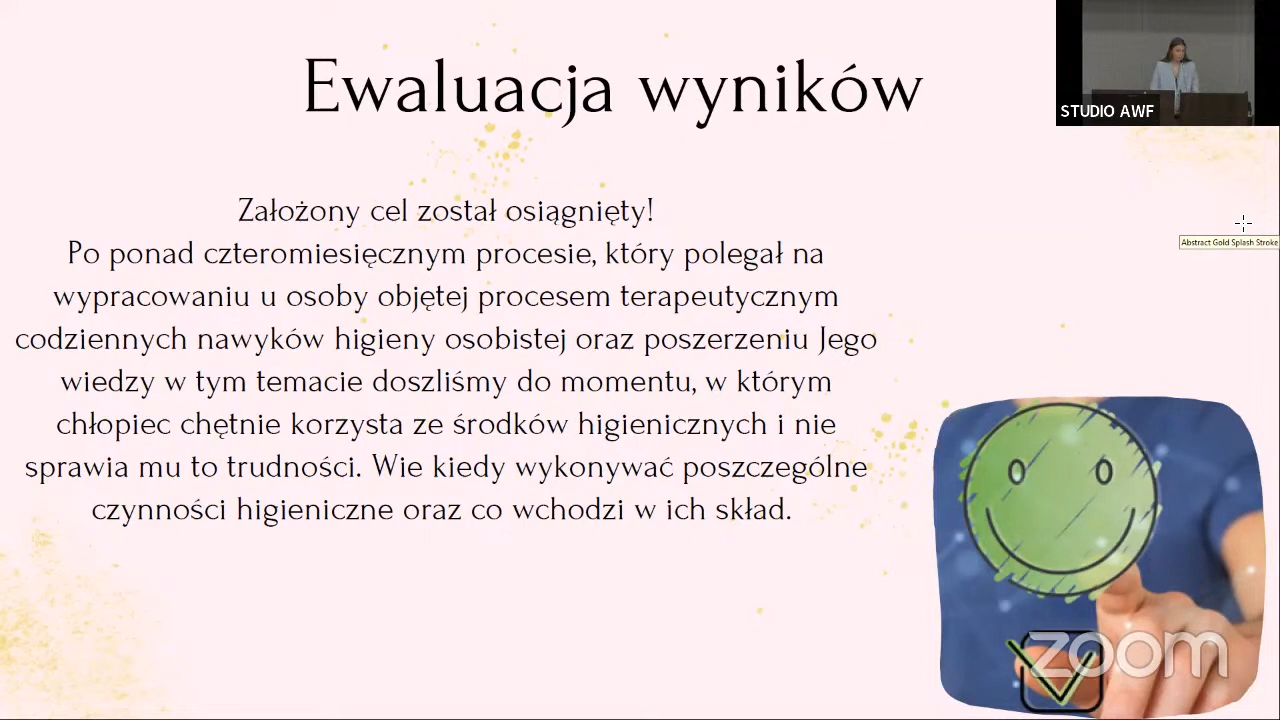 Ewaluacja wyników
STUDIO AWF
Założony cel został osiągnięty!
Po ponad czteromiesięcznym procesie, który polegał na
wypracowaniu u osoby objętej procesem terapeutycznym
codziennych nawyków higieny osobistej oraz poszerzeniu Jego
wiedzy w tym temacie doszliśmy do momentu, w którym
chłopiec chętnie korzysta ze środków higienicznych i nie
sprawia mu to trudności. Wie kiedy wykonywać poszczególne
czynności higieniczne oraz co wchodzi w ich skład.
Abstract Gold Splash Stroke
zoom